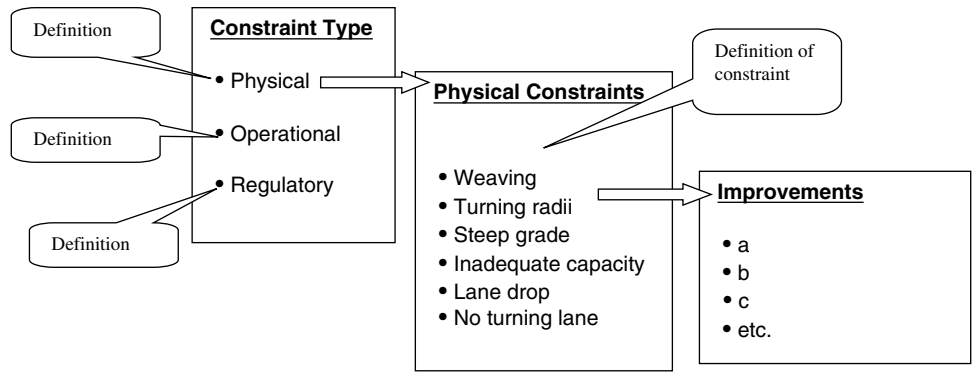 Definition
Definition
Definition
Constraint Type
• Physical
• Operational
• Regulatory
Physical Constraints
• Weaving
• Turning radii
• Steep grade
• Inadequate capacity
• Lane drop
• No turning lane
Definition of
constraint
Improvements
• a
• b
• c
• etc.